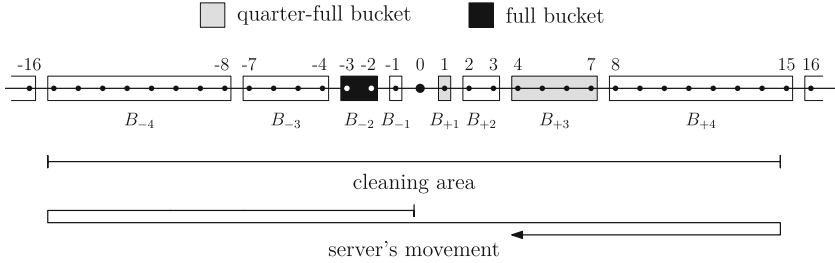 quarter-full bucket full bucket
-16 -8 -7 -4 -3 -2 -1 0 1 2 3 4 7 8 15 16
B₋₄ B₋₃ B₋₂ B₋₁ B₊₁ B₊₂ B₊₃ B₊₄
cleaning area
server's movement